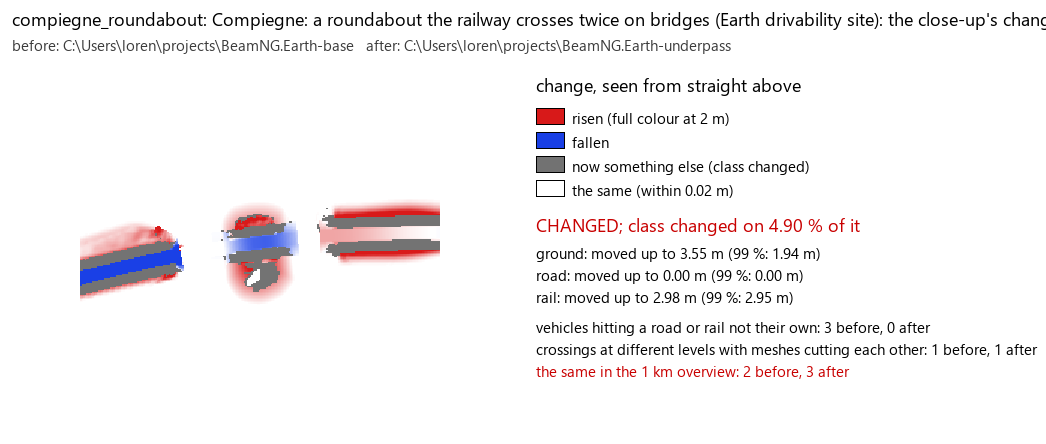 compiegne_roundabout: Compiegne: a roundabout the railway crosses twice on bridges (Earth drivability site): the close-up's chang
before: C:\Users\loren\projects\BeamNG.Earth-base   after: C:\Users\loren\projects\BeamNG.Earth-underpass
change, seen from straight above
risen (full colour at 2 m)
fallen
now something else (class changed)
the same (within 0.02 m)
CHANGED; class changed on 4.90 % of it
ground: moved up to 3.55 m (99 %: 1.94 m)
road: moved up to 0.00 m (99 %: 0.00 m)
rail: moved up to 2.98 m (99 %: 2.95 m)
vehicles hitting a road or rail not their own: 3 before, 0 after
crossings at different levels with meshes cutting each other: 1 before, 1 after
the same in the 1 km overview: 2 before, 3 after